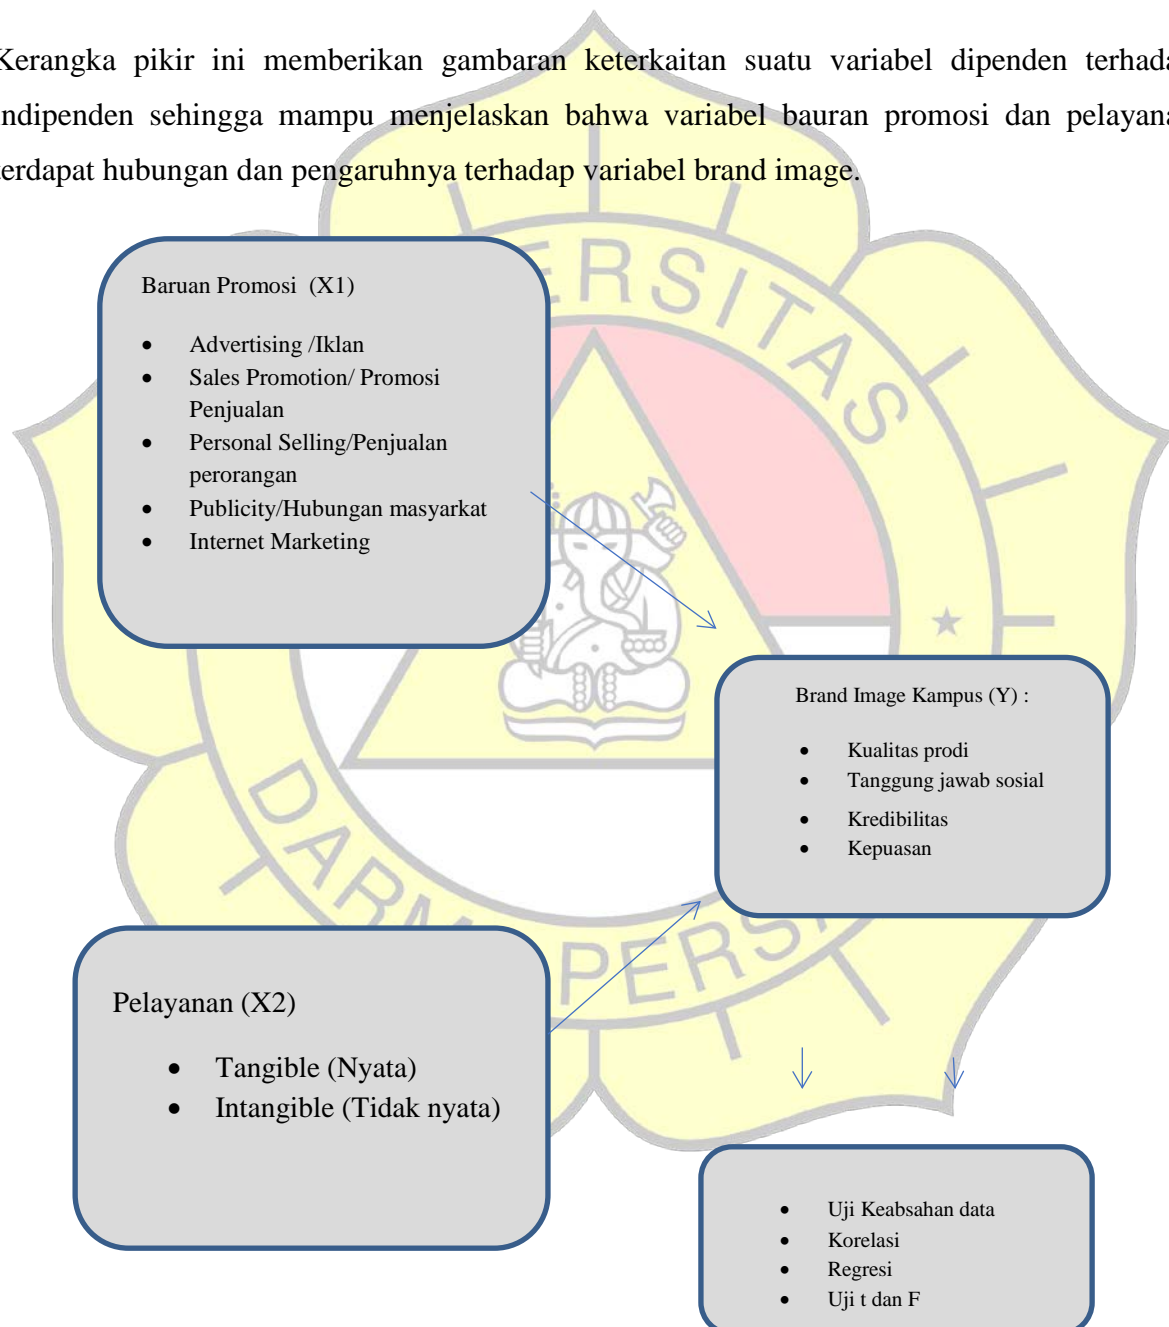 Kerangka pikir ini memberikan gambaran keterkaitan suatu variabel dipenden terhada
indipenden sehingga mampu menjelaskan bahwa variabel bauran promosi dan pelayana
terdapat hubungan dan pengaruhnya terhadap variabel brand image.
Baruan Promosi (X1)
• Advertising /Iklan
• Sales Promotion/ Promosi
Penjualan
• Personal Selling/Penjualan
perorangan
• Publicity/Hubungan masyarkat
• Internet Marketing
ERSITAS
Brand Image Kampus (Y) :
• Kualitas prodi
• Tanggung jawab sosial
• Kredibilitas
• Kepuasan
DARM PERS
Pelayanan (X2)
• Tangible (Nyata)
• Intangible (Tidak nyata)
• Uji Keabsahan data
• Korelasi
• Regresi
• Uji t dan F